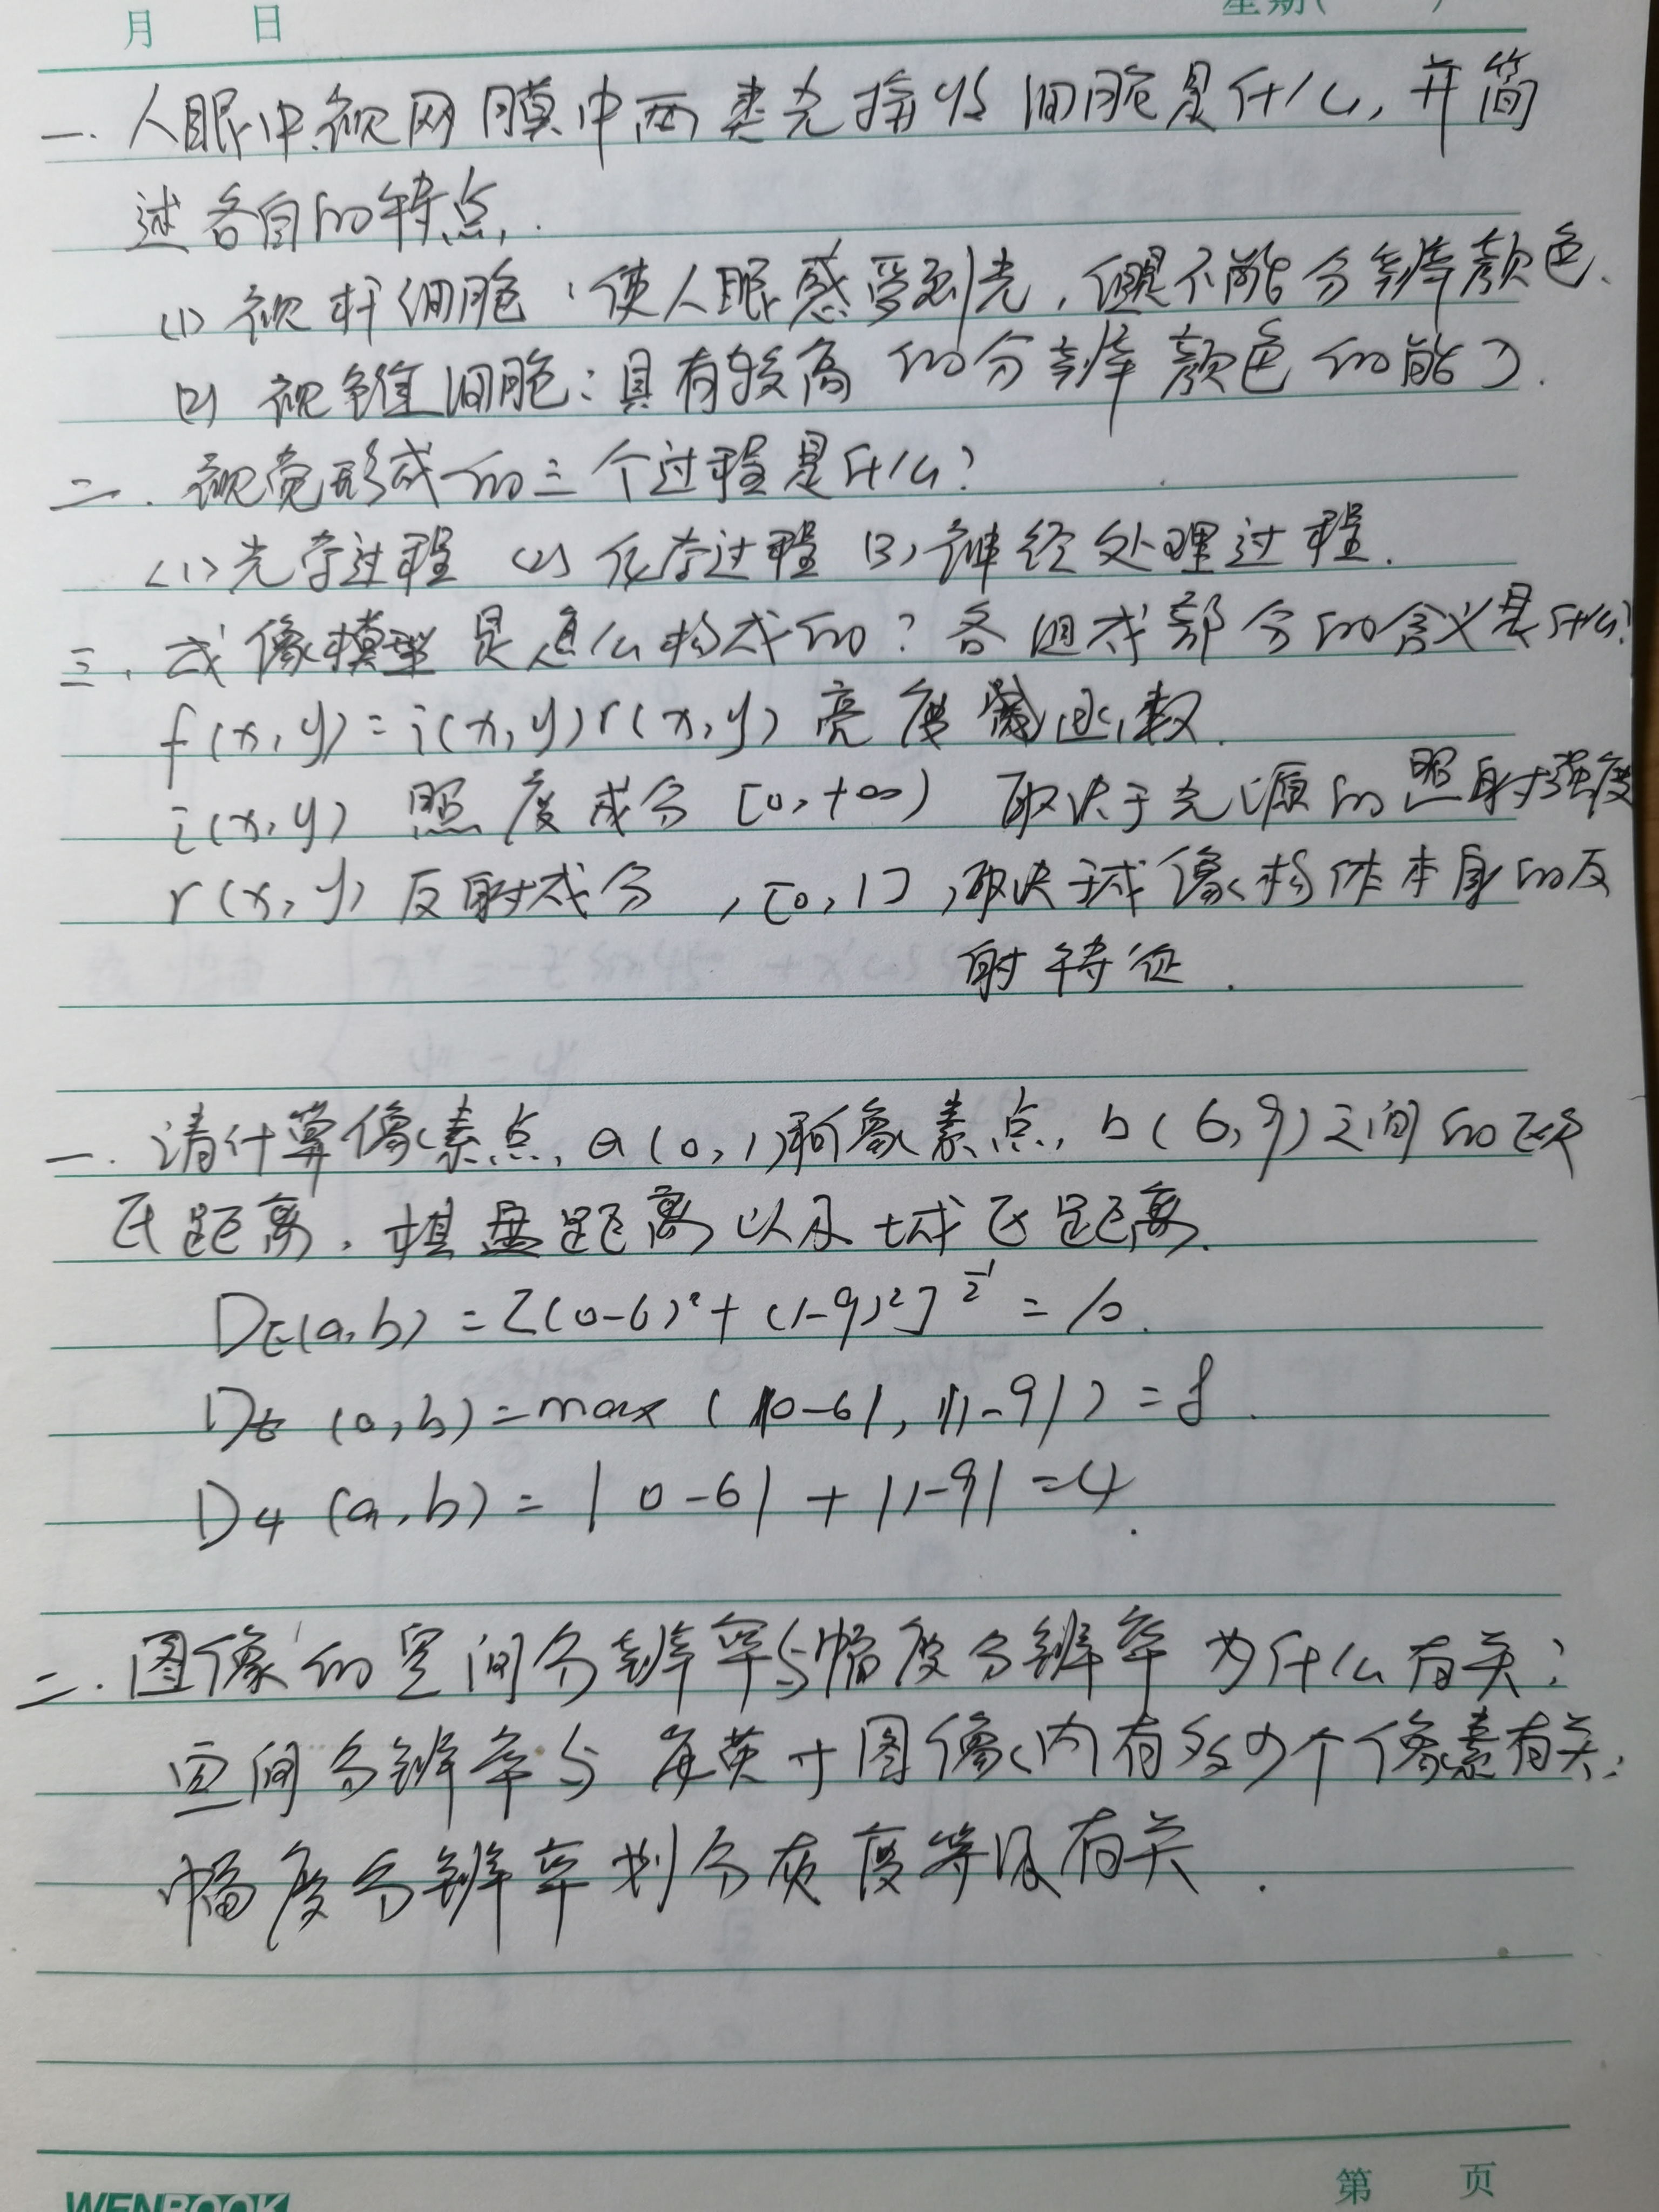 月 日 星期( )
一. 人眼中视网膜中两类光接收细胞是什么, 并简
述各自的特点.
(1) 视杆细胞: 使人眼感受到光, 但是不能分辨颜色.
(2) 视锥细胞: 具有较高的分辨颜色的能力.
二. 视觉形成的三个过程是什么?
(1) 光学过程 (2) 化学过程 (3) 神经处理过程.
三. 成像模型是怎么构成的? 各组成部分的含义是什么?
f(x,y)=i(x,y)r(x,y) 亮度函数.
i(x,y) 照度成分 [0,+∞) 取决于光源的照射强度
r(x,y) 反射成分, [0,1], 取决于成像物体本身的反
射特征.
一. 请计算像素点 a(0,1)和像素点 b(6,9)之间的欧
氏距离, 棋盘距离以及城区距离.
DE(a,b)=[(0-6)²+(1-9)²]^½=10.
D8(a,b)=max(|0-6|,|1-9|)=8.
D4(a,b)=|0-6|+|1-9|=4.
二. 图像的空间分辨率与幅度分辨率为什么有关?
空间分辨率与每英寸图像内有多少个像素有关;
幅度分辨率划分灰度等级有关.
WENBOOK
第 页